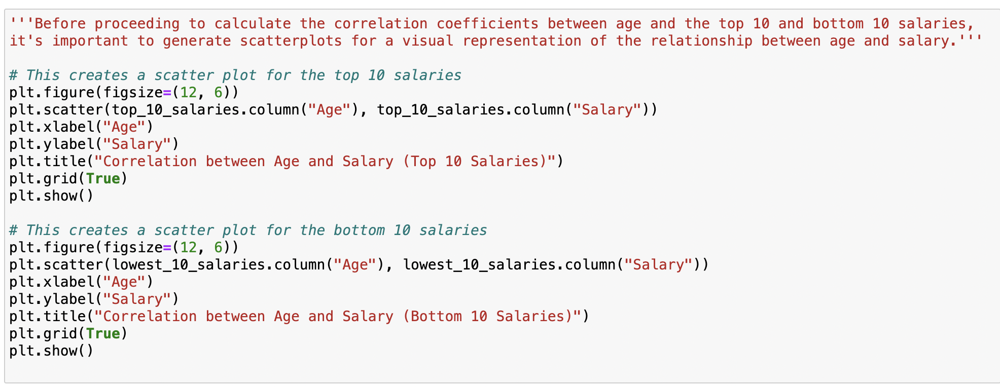 '''Before proceeding to calculate the correlation coefficients between age and the top 10 and bottom 10 salaries,
it's important to generate scatterplots for a visual representation of the relationship between age and salary.'''
# This creates a scatter plot for the top 10 salaries
plt.figure(figsize=(12, 6))
plt.scatter(top_10_salaries.column("Age"), top_10_salaries.column("Salary"))
plt.xlabel("Age")
plt.ylabel("Salary")
plt.title("Correlation between Age and Salary (Top 10 Salaries)")
plt.grid(True)
plt.show()
# This creates a scatter plot for the bottom 10 salaries
plt.figure(figsize=(12, 6))
plt.scatter(lowest_10_salaries.column("Age"), lowest_10_salaries.column("Salary"))
plt.xlabel("Age")
plt.ylabel("Salary")
plt.title("Correlation between Age and Salary (Bottom 10 Salaries)")
plt.grid(True)
plt.show()